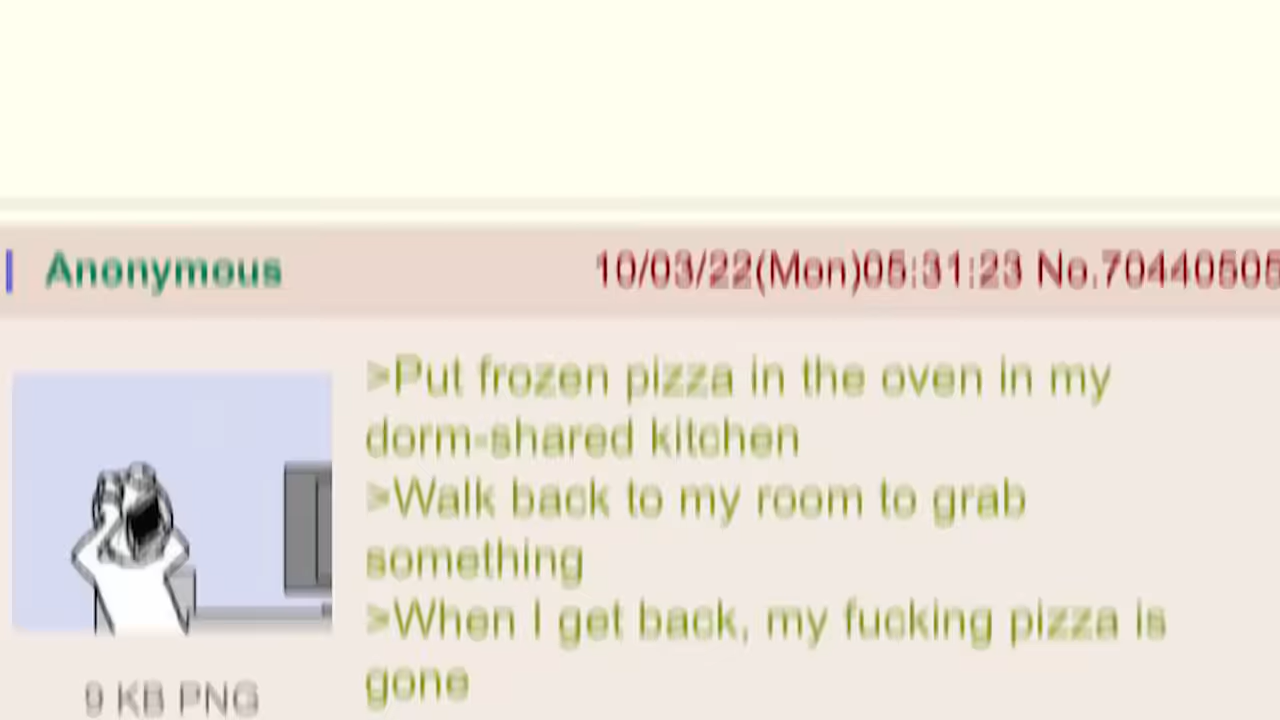 Anonymous 10/03/22(Mon)05:31:23 No.70440505
>Put frozen pizza in the oven in my
dorm-shared kitchen
>Walk back to my room to grab
something
>When I get back, my fucking pizza is
gone
9 KB PNG